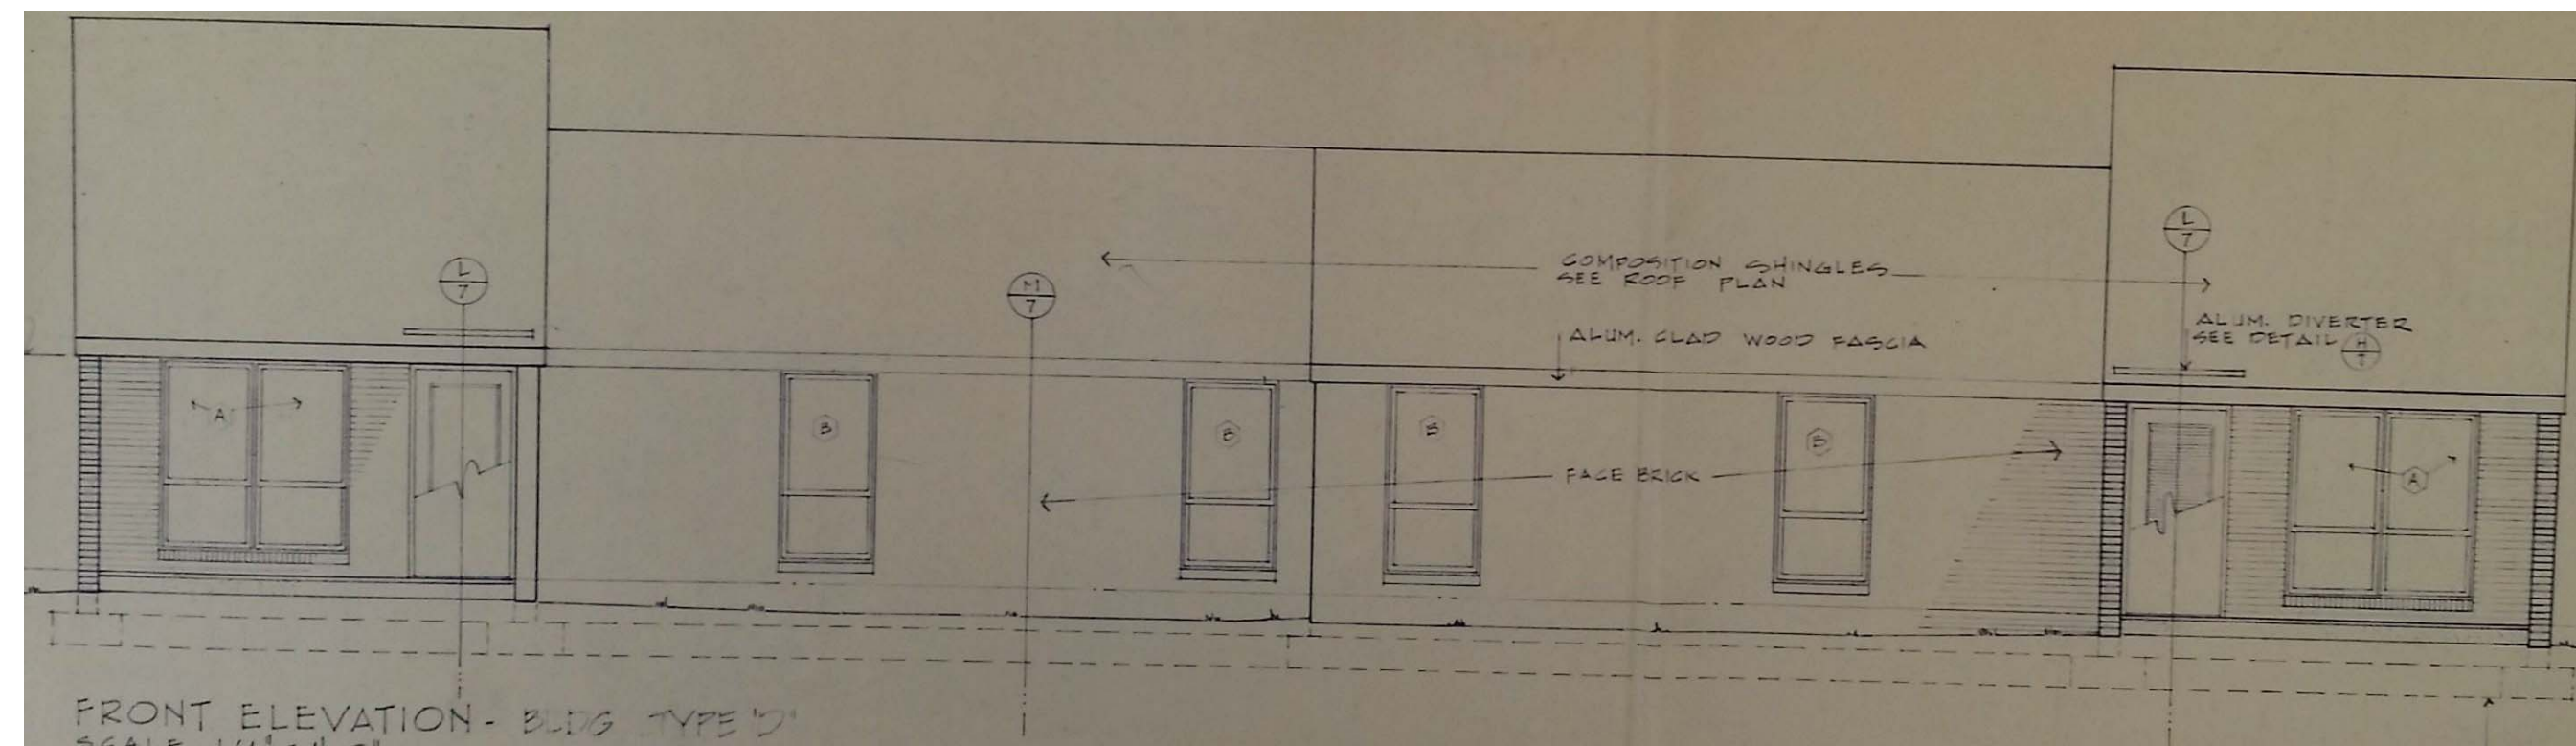 L
7
M
7
COMPOSITION SHINGLES
SEE ROOF PLAN
L
7
ALUM. CLAD WOOD FASCIA
ALUM. DIVERTER
SEE DETAIL H
7
A
B
B
B
B
FACE BRICK
A
FRONT ELEVATION - BLDG TYPE 'D'
SCALE